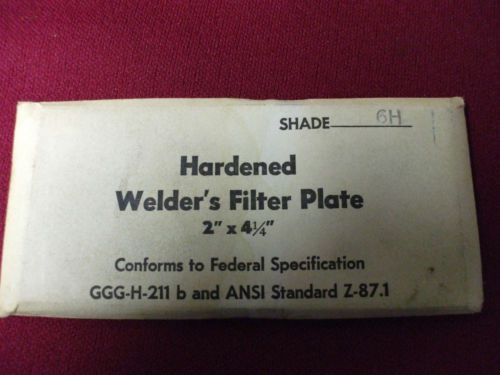 SHADE 6H
Hardened
Welder's Filter Plate
2" x 4¼"
Conforms to Federal Specification
GGG-H-211 b and ANSI Standard Z-87.1